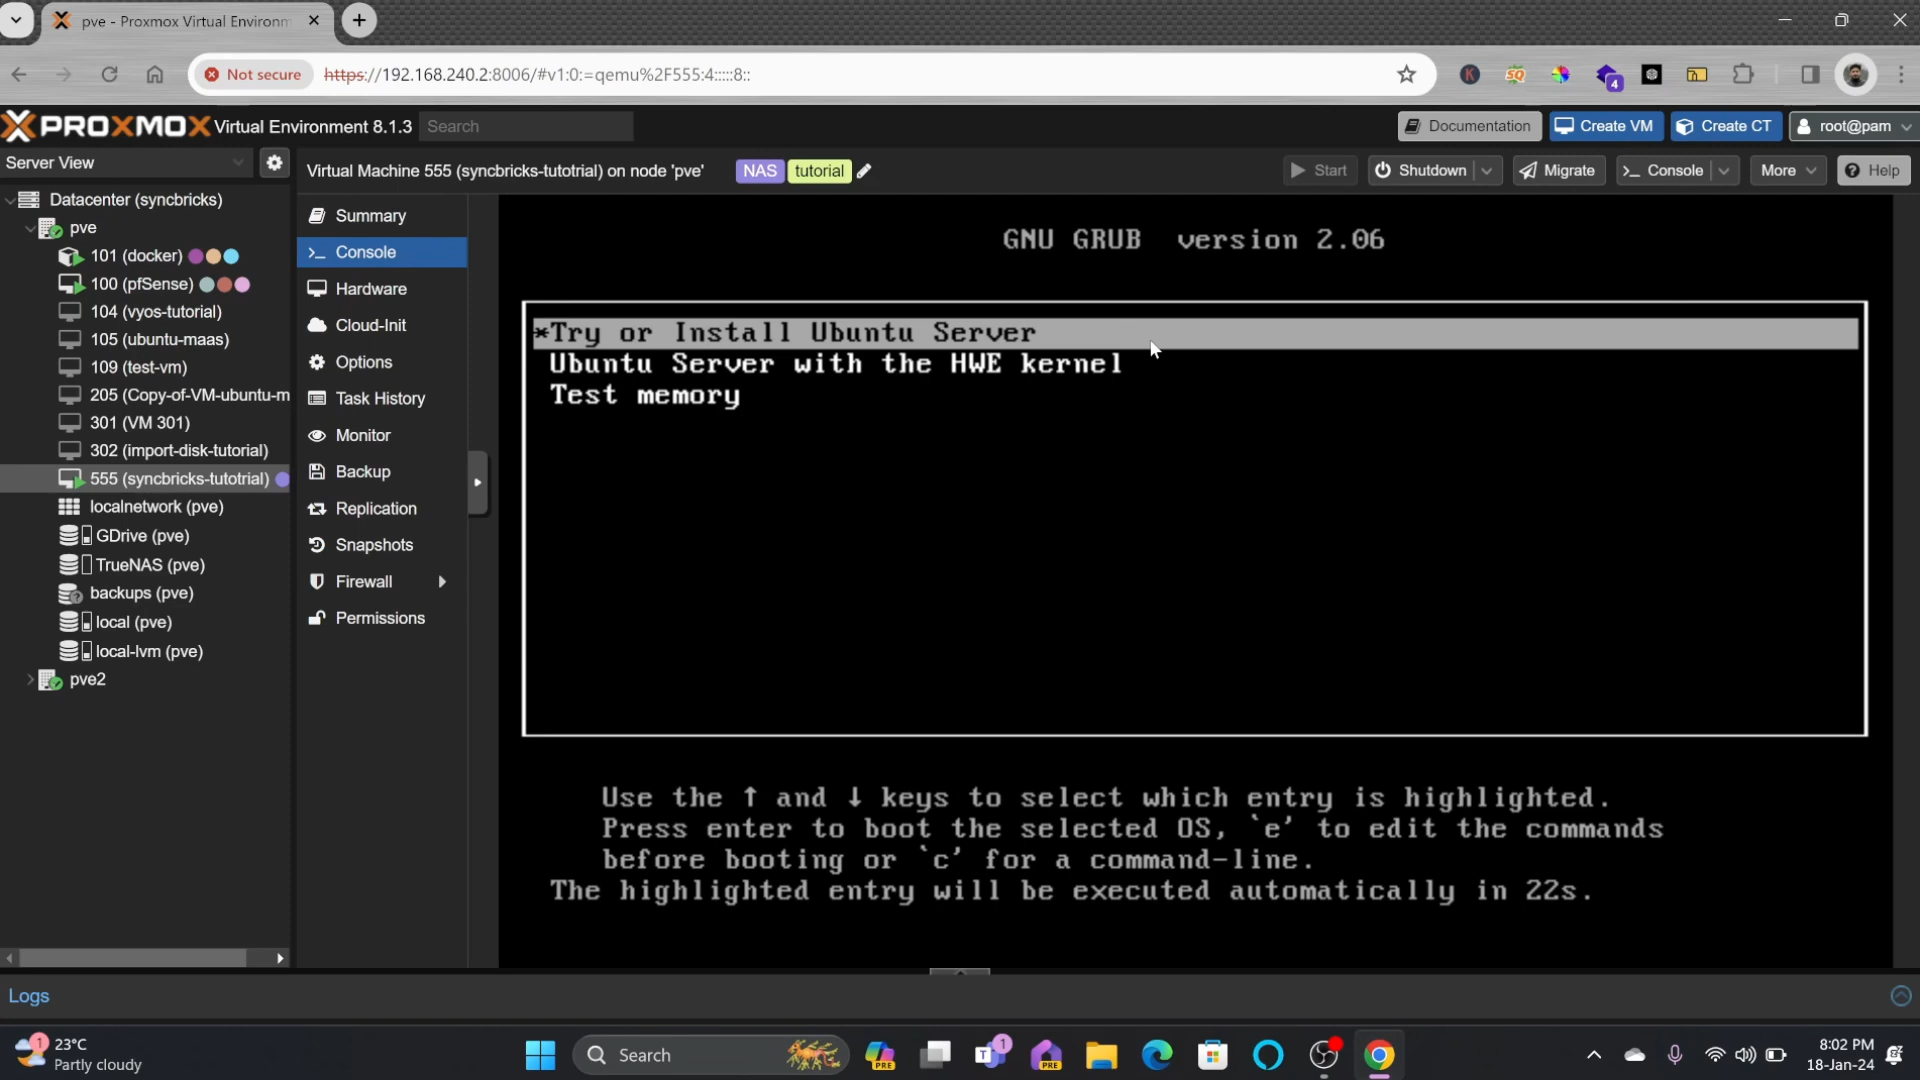 pve - Proxmox Virtual Environm
Not secure
https://192.168.240.2:8006/#v1:0:=qemu%2F555:4:::::8::
4
PROXMOX Virtual Environment 8.1.3
Search
Documentation
Create VM
Create CT
root@pam
Server View
Virtual Machine 555 (syncbricks-tutotrial) on node 'pve'
NAS
tutorial
Start
Shutdown
Migrate
Console
More
Help
Datacenter (syncbricks)
pve
101 (docker)
100 (pfSense)
104 (vyos-tutorial)
105 (ubuntu-maas)
109 (test-vm)
205 (Copy-of-VM-ubuntu-m
301 (VM 301)
302 (import-disk-tutorial)
555 (syncbricks-tutotrial)
localnetwork (pve)
GDrive (pve)
TrueNAS (pve)
backups (pve)
local (pve)
local-lvm (pve)
pve2
Summary
Console
Hardware
Cloud-Init
Options
Task History
Monitor
Backup
Replication
Snapshots
Firewall
Permissions
GNU GRUB version 2.06
*Try or Install Ubuntu Server
Ubuntu Server with the HWE kernel
Test memory
Use the ↑ and ↓ keys to select which entry is highlighted.
Press enter to boot the selected OS, `e' to edit the commands
before booting or `c' for a command-line.
The highlighted entry will be executed automatically in 22s.
Logs
1
23°C
Partly cloudy
Search
PRE
1
PRE
8:02 PM
18-Jan-24